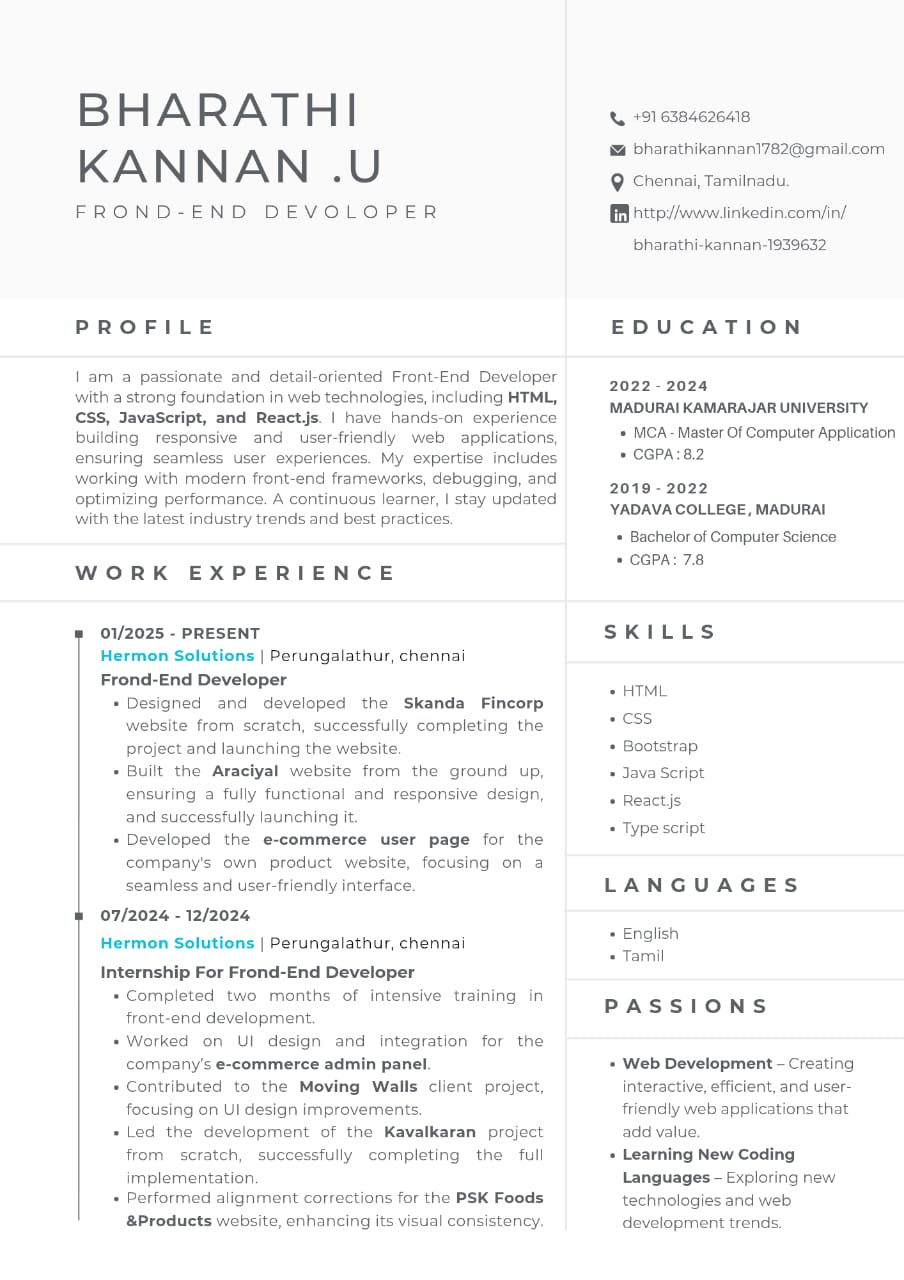 BHARATHI
KANNAN .U
FROND-END DEVOLOPER
+91 6384626418
bharathikannan1782@gmail.com
Chennai, Tamilnadu.
http://www.linkedin.com/in/
bharathi-kannan-1939632
PROFILE
I am a passionate and detail-oriented Front-End Developer
with a strong foundation in web technologies, including HTML,
CSS, JavaScript, and React.js. I have hands-on experience
building responsive and user-friendly web applications,
ensuring seamless user experiences. My expertise includes
working with modern front-end frameworks, debugging, and
optimizing performance. A continuous learner, I stay updated
with the latest industry trends and best practices.
WORK EXPERIENCE
01/2025 - PRESENT
Hermon Solutions | Perungalathur, chennai
Frond-End Developer
• Designed and developed the Skanda Fincorp
website from scratch, successfully completing the
project and launching the website.
• Built the Araciyal website from the ground up,
ensuring a fully functional and responsive design,
and successfully launching it.
• Developed the e-commerce user page for the
company's own product website, focusing on a
seamless and user-friendly interface.
07/2024 - 12/2024
Hermon Solutions | Perungalathur, chennai
Internship For Frond-End Developer
• Completed two months of intensive training in
front-end development.
• Worked on UI design and integration for the
company's e-commerce admin panel.
• Contributed to the Moving Walls client project,
focusing on UI design improvements.
• Led the development of the Kavalkaran project
from scratch, successfully completing the full
implementation.
• Performed alignment corrections for the PSK Foods
&Products website, enhancing its visual consistency.
EDUCATION
2022 - 2024
MADURAI KAMARAJAR UNIVERSITY
• MCA - Master Of Computer Application
• CGPA : 8.2
2019 - 2022
YADAVA COLLEGE , MADURAI
• Bachelor of Computer Science
• CGPA : 7.8
SKILLS
• HTML
• CSS
• Bootstrap
• Java Script
• React.js
• Type script
LANGUAGES
• English
• Tamil
PASSIONS
• Web Development – Creating
interactive, efficient, and user-
friendly web applications that
add value.
• Learning New Coding
Languages – Exploring new
technologies and web
development trends.